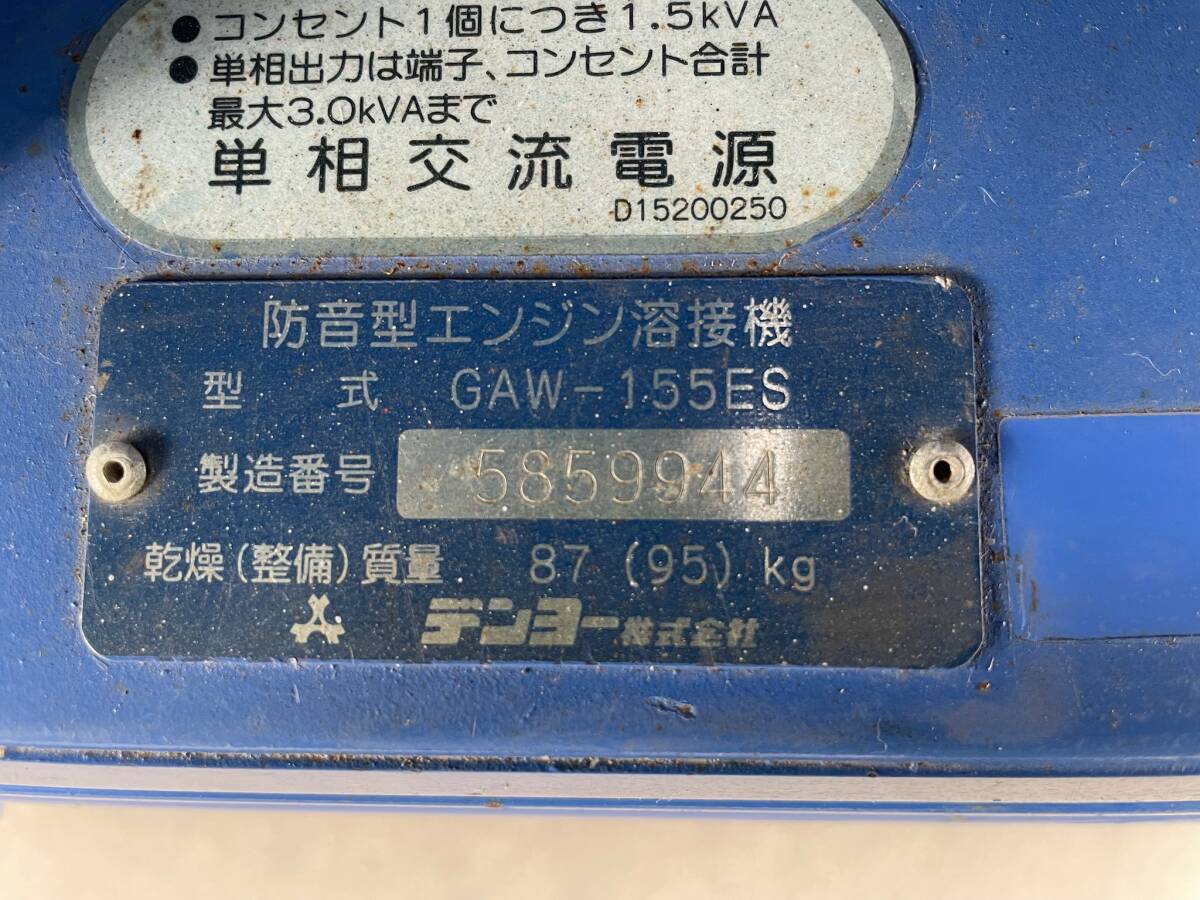 ●コンセント1個につき1.5kVA
●単相出力は端子、コンセント合計
最大3.0kVAまで
単相交流電源
D15200250
防音型エンジン溶接機
型式 GAW-155ES
製造番号 5859944
乾燥(整備)質量 87(95)kg
デンヨー株式会社